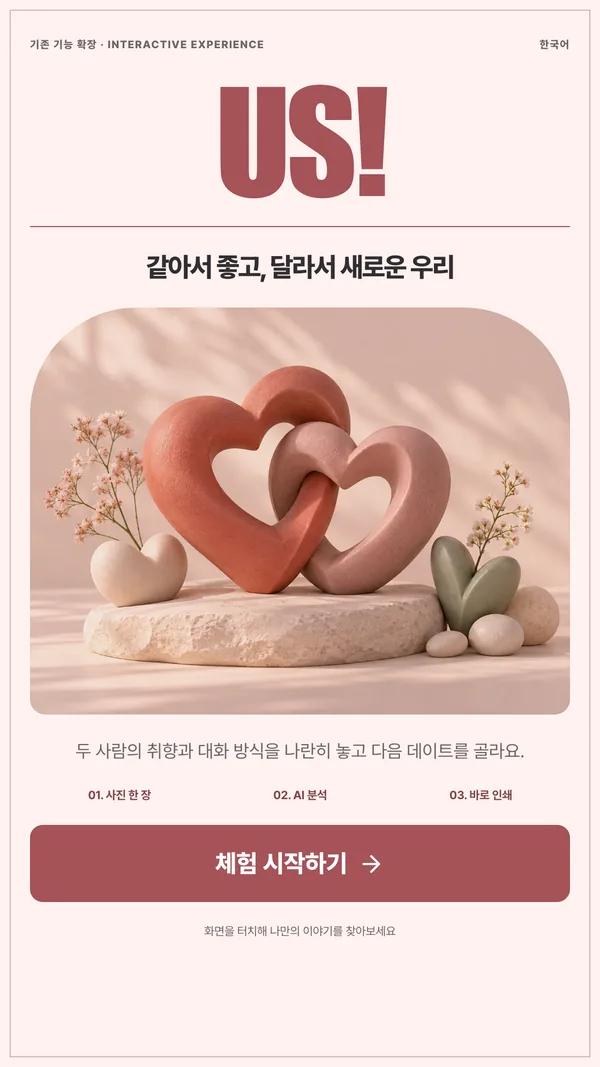 기존 기능 확장 · INTERACTIVE EXPERIENCE
한국어
US!
같아서 좋고, 달라서 새로운 우리
두 사람의 취향과 대화 방식을 나란히 놓고 다음 데이트를 골라요.
01. 사진 한 장
02. AI 분석
03. 바로 인쇄
체험 시작하기 →
화면을 터치해 나만의 이야기를 찾아보세요